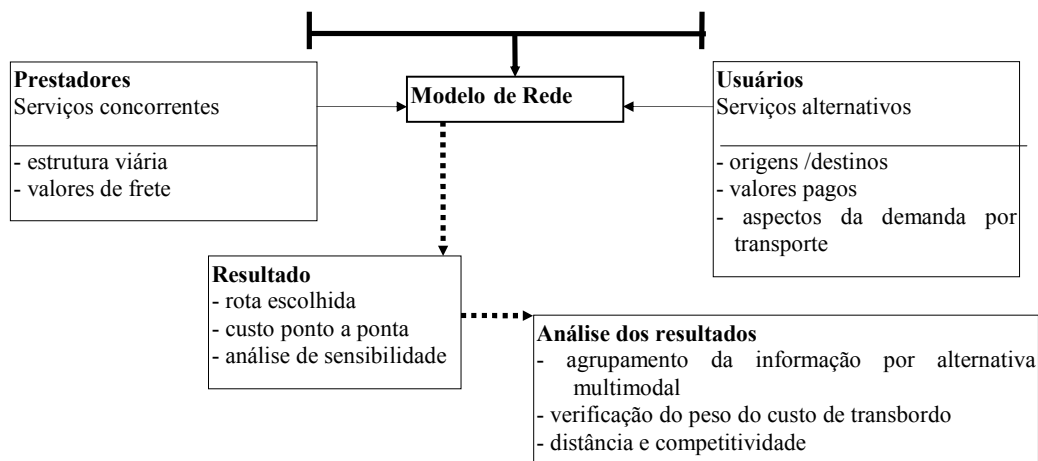 Prestadores
Serviços concorrentes
- estrutura viária
- valores de frete
Modelo de Rede
Usuários
Serviços alternativos
- origens /destinos
- valores pagos
- aspectos da demanda por
transporte
Resultado
- rota escolhida
- custo ponto a ponta
- análise de sensibilidade
Análise dos resultados
- agrupamento da informação por alternativa
multimodal
- verificação do peso do custo de transbordo
- distância e competitividade